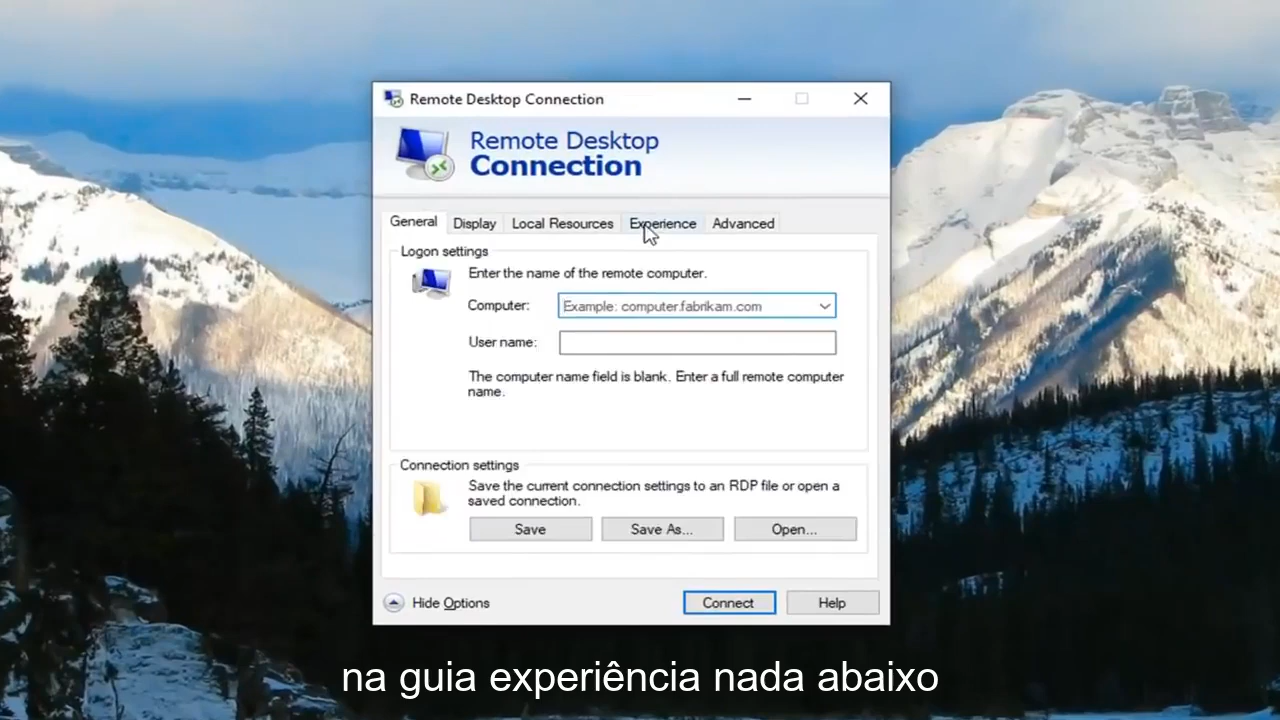 Remote Desktop Connection
Remote Desktop
Connection
General Display Local Resources Experience Advanced
Logon settings
Enter the name of the remote computer.
Computer: Example: computer.fabrikam.com
User name:
The computer name field is blank. Enter a full remote computer
name.
Connection settings
Save the current connection settings to an RDP file or open a
saved connection.
Save Save As... Open...
Hide Options Connect Help
na guia experiência nada abaixo